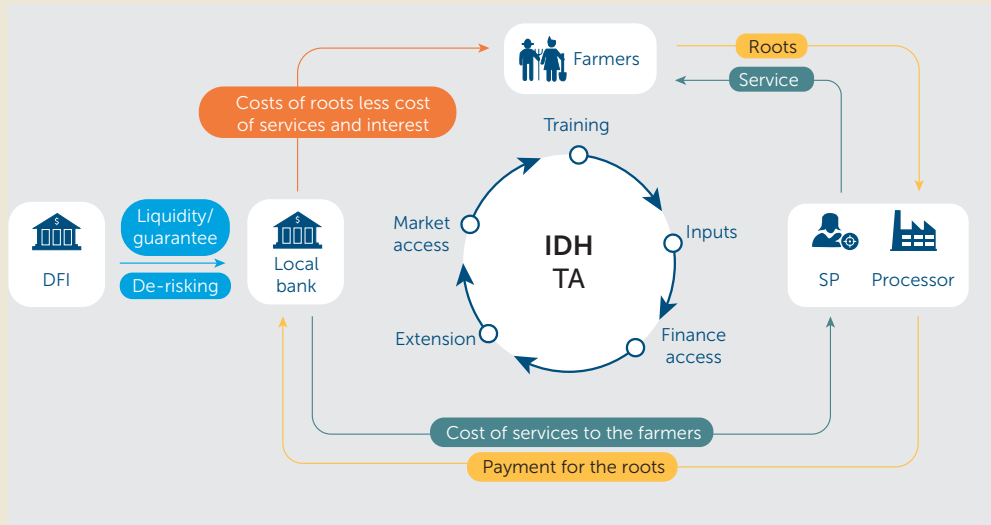 Farmers
Roots
Service
Costs of roots less cost
of services and interest
Training
$
DFI
Liquidity/
guarantee
De-risking
$
Local
bank
Market
access
IDH
TA
Inputs
SP
Processor
Extension
Finance
access
Cost of services to the farmers
Payment for the roots